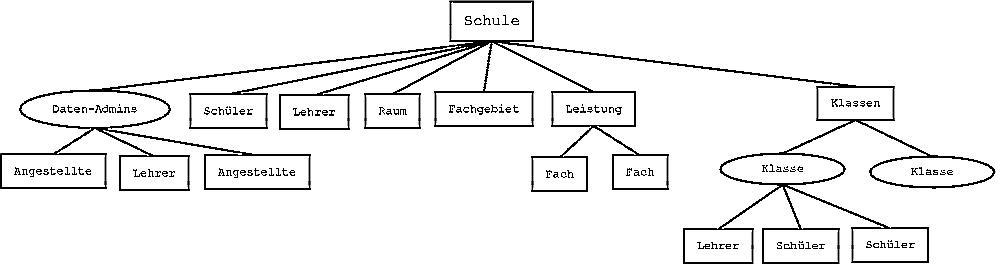 Schule
Daten-Admins
Schüler
Lehrer
Raum
Fachgebiet
Leistung
Klassen
Angestellte
Lehrer
Angestellte
Fach
Fach
Klasse
Klasse
Lehrer
Schüler
Schüler